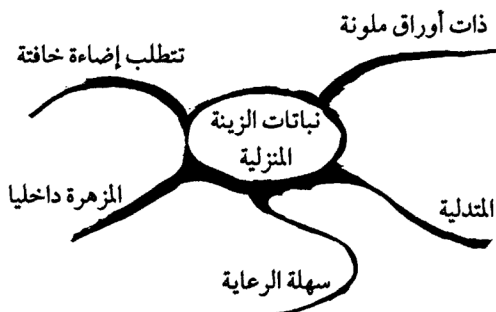 ذات أوراق ملونة
تتطلب إضاءة خافتة
نباتات الزينة
المنزلية
المزهرة داخليا
المتدلية
سهلة الرعاية